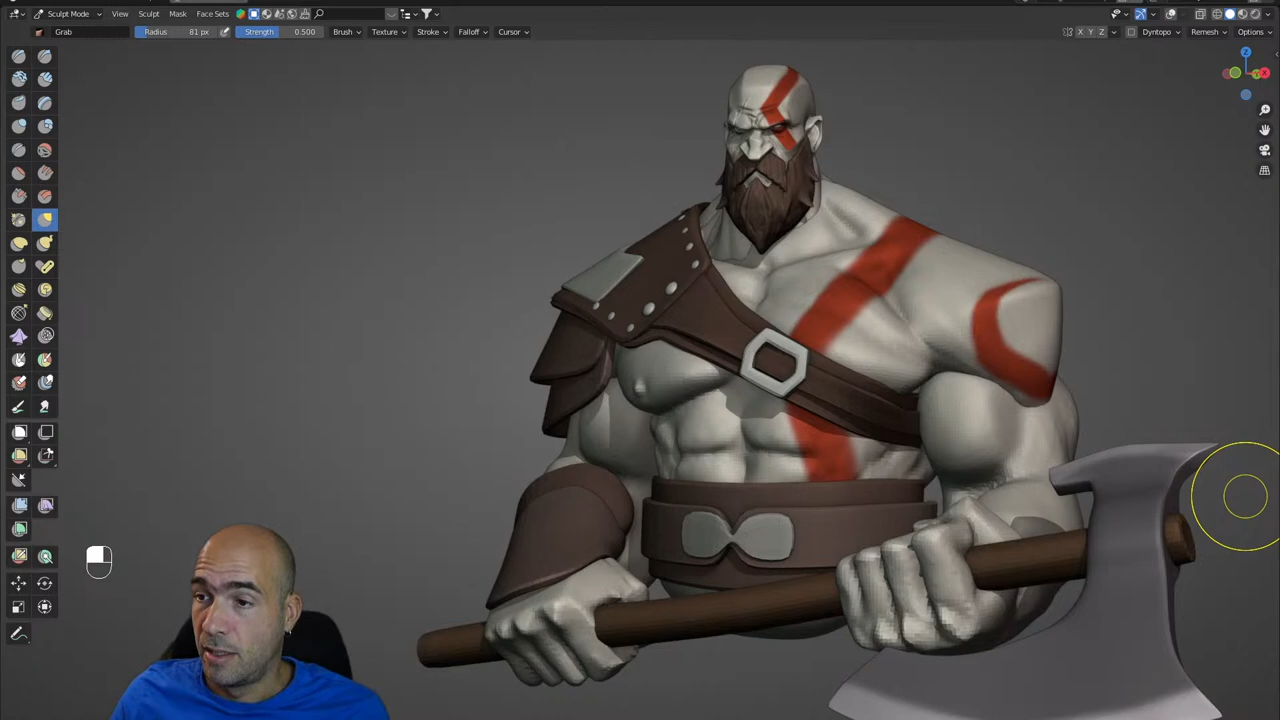 Sculpt Mode View Sculpt Mask Face Sets
Grab Radius 81 px Strength 0.500 Brush Texture Stroke Falloff Cursor X Y Z Dyntopo Remesh Options
Z
Y X